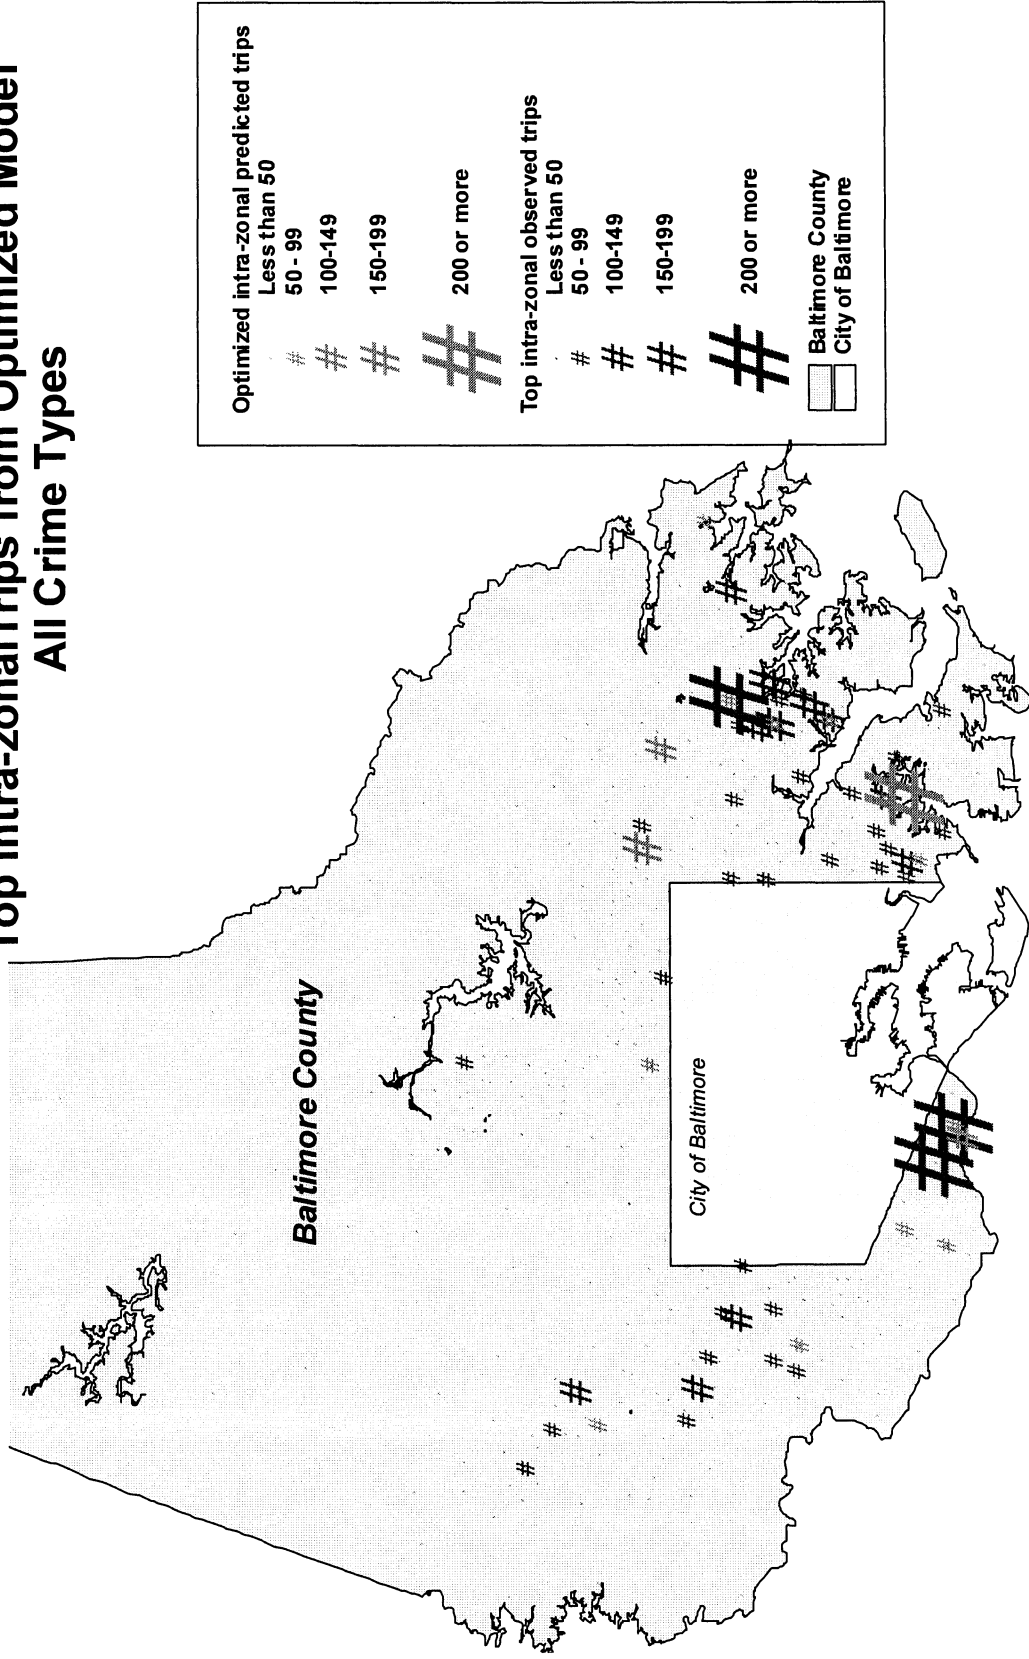 Top Intra-zonal Trips from Optimized Model
All Crime Types
Optimized intra-zonal predicted trips
Less than 50
50 - 99
100-149
150-199
200 or more
Top intra-zonal observed trips
Less than 50
50 - 99
100-149
150-199
200 or more
Baltimore County
City of Baltimore
Baltimore County
City of Baltimore